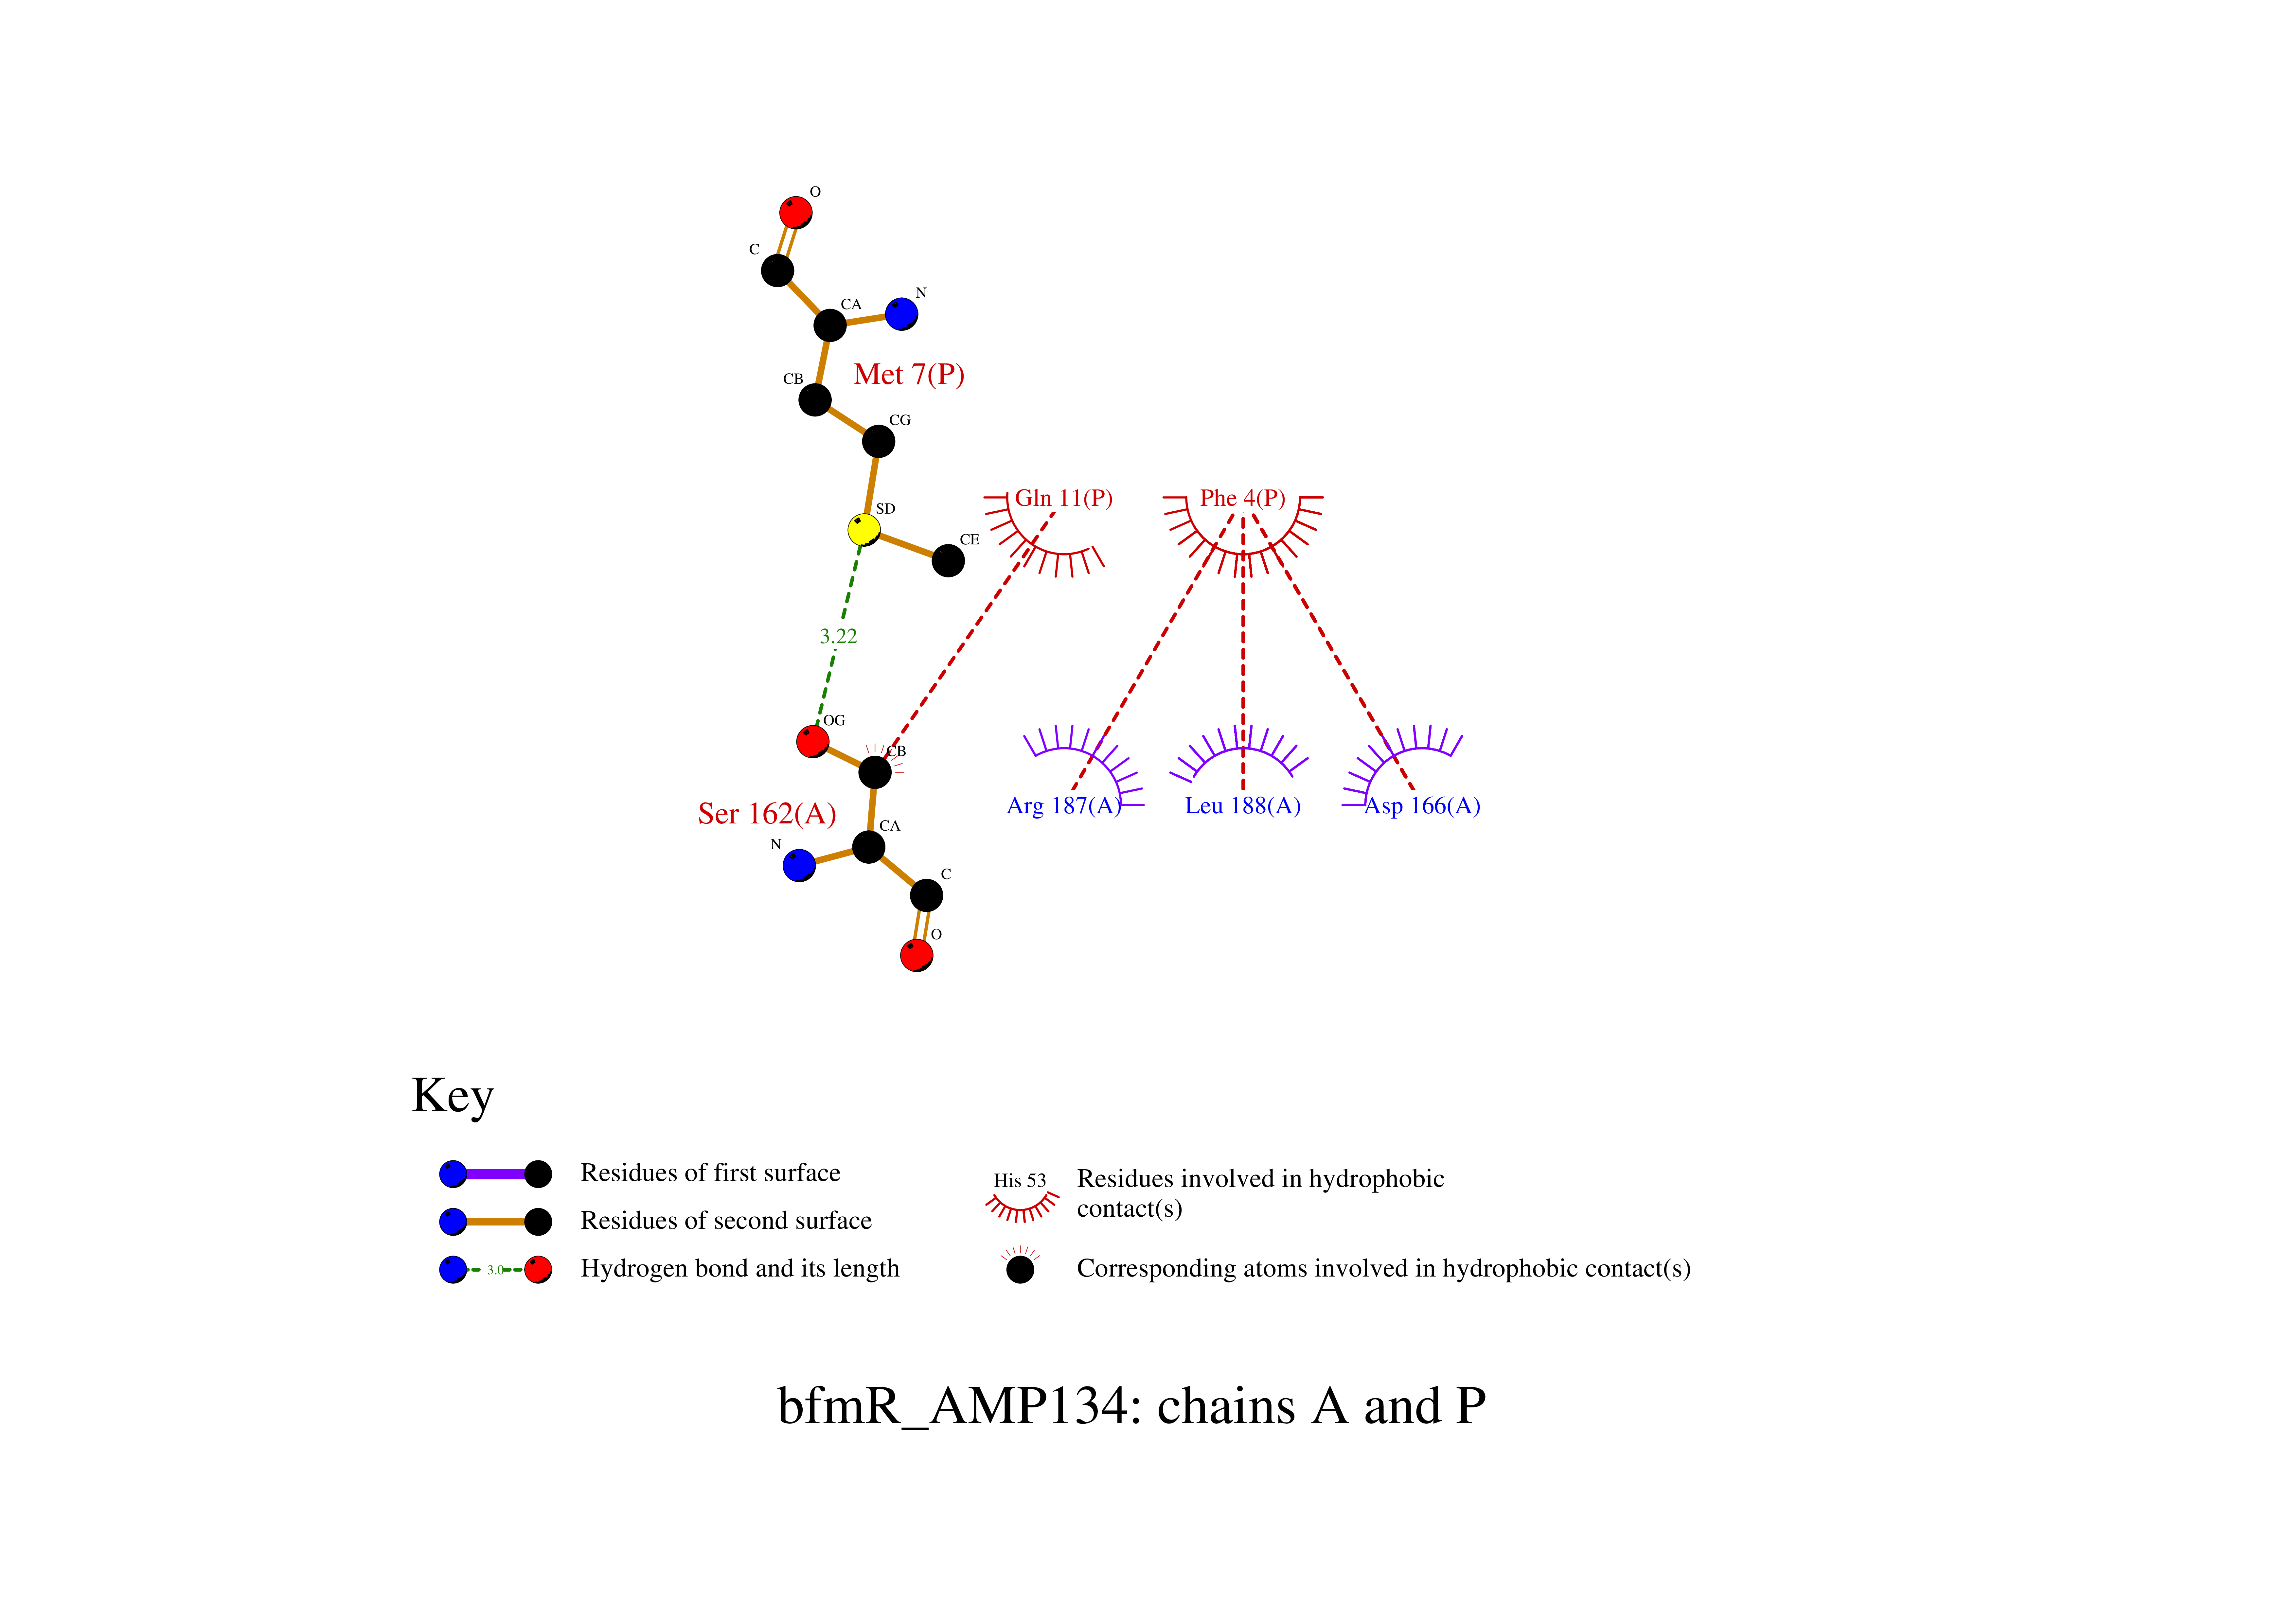 O
C
N
CA
Met 7(P)
CB
CG
Gln 11(P)
Phe 4(P)
SD
CE
3.22
OG
CB
Arg 187(A)
Leu 188(A)
Asp 166(A)
Ser 162(A)
CA
N
C
O
Key
Residues of first surface
Residues of second surface
3.0
Hydrogen bond and its length
His 53
Residues involved in hydrophobic
contact(s)
Corresponding atoms involved in hydrophobic contact(s)
bfmR_AMP134: chains A and P